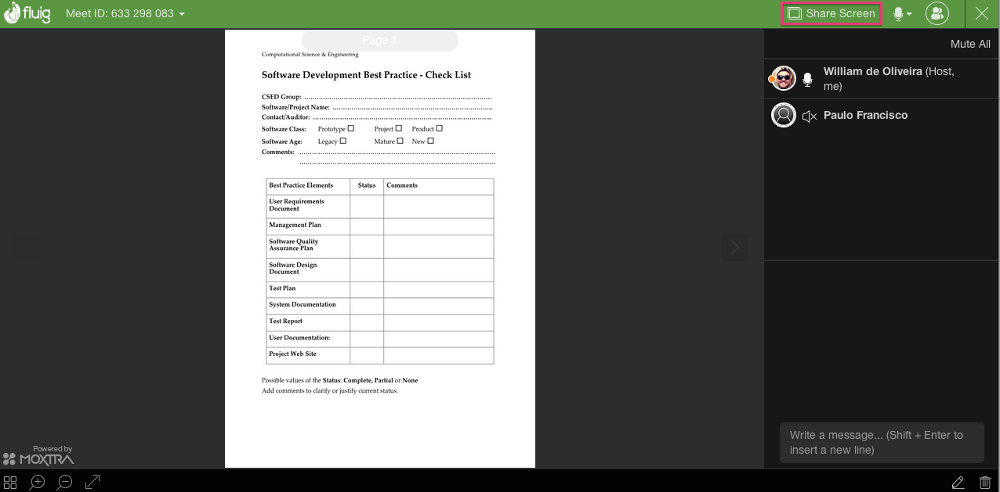 fluig
Meet ID: 633 298 083
Share Screen
Page 1
Computational Science & Engineering
Software Development Best Practice - Check List
CSED Group: ........................................................................
Software/Project Name: ............................................................
Contact/Auditor: ....................................................................
Software Class: Prototype ☐ Project ☐ Product ☐
Software Age: Legacy ☐ Mature ☐ New ☐
Comments: ..........................................................................
..........................................................................
Best Practice Elements Status Comments
User Requirements
Document
Management Plan
Software Quality
Assurance Plan
Software Design
Document
Test Plan
System Documentation
Test Report
User Documentation:
Project Web Site
Possible values of the Status: Complete, Partial or None
Add comments to clarify or justify current status.
Powered by
MOXTRA
Mute All
William de Oliveira (Host,
me)
Paulo Francisco
Write a message... (Shift + Enter to
insert a new line)